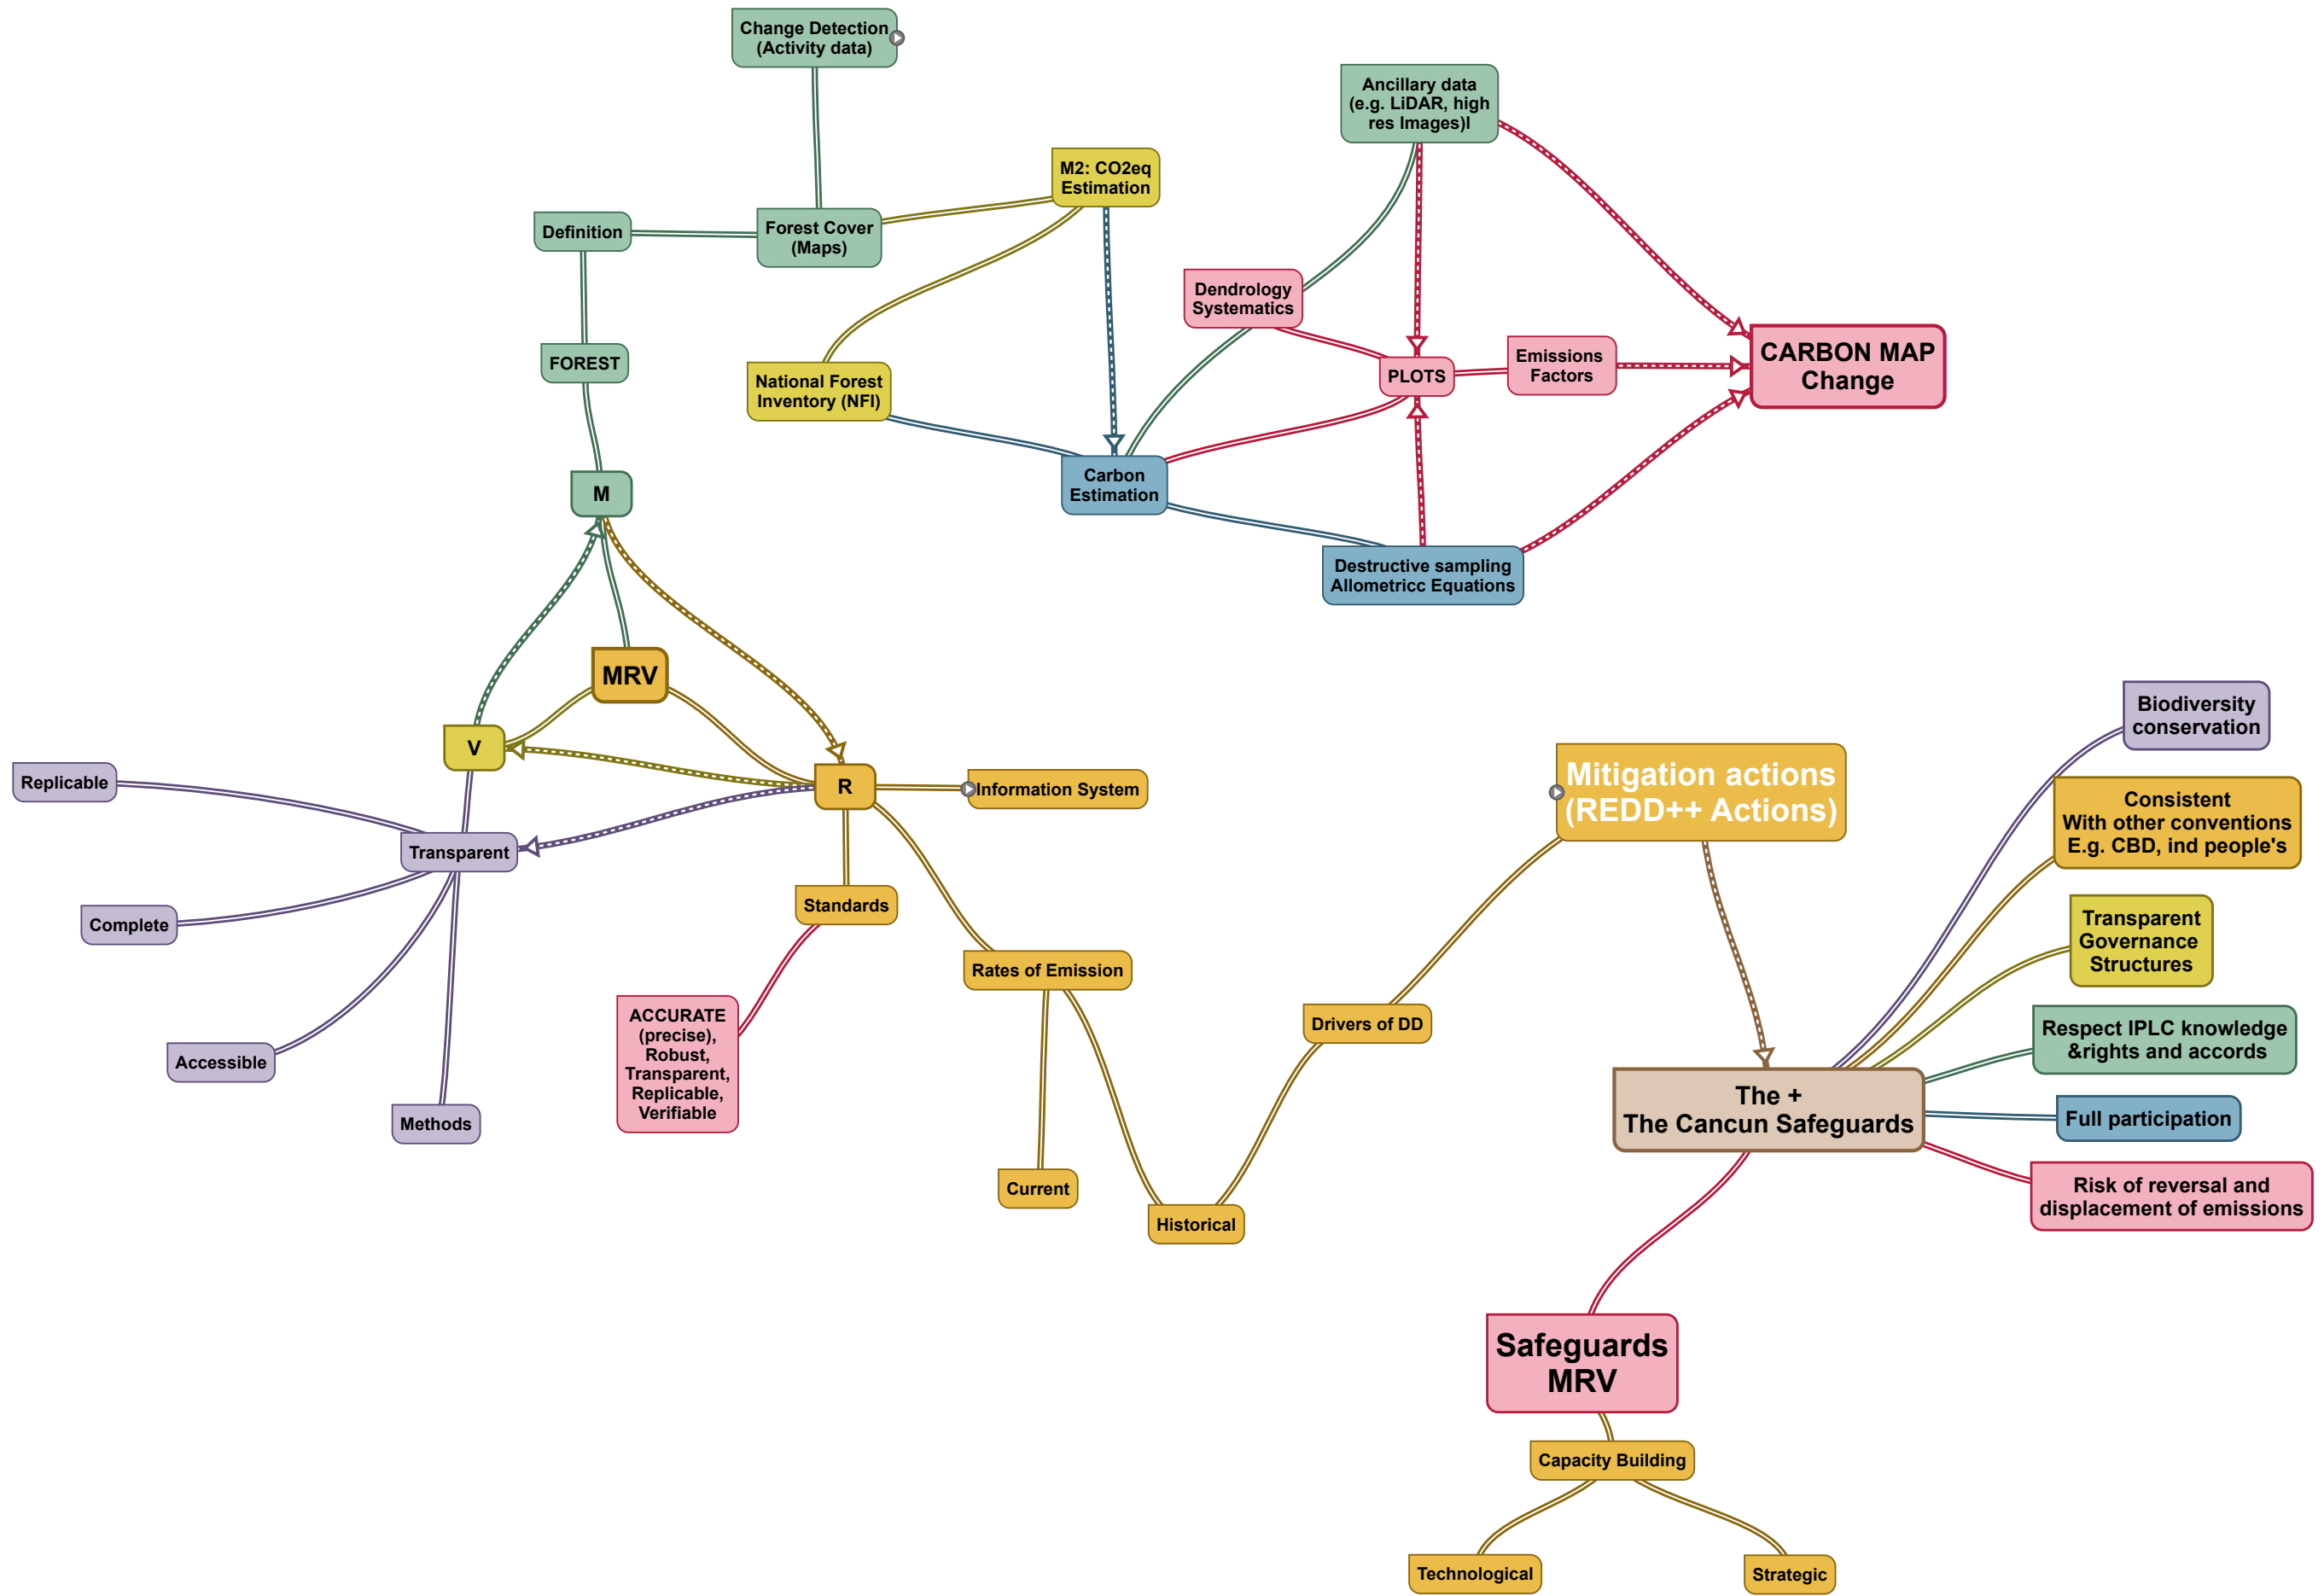 Change Detection
(Activity data)
Ancillary data
(e.g. LiDAR, high
res Images)l
M2: CO2eq
Estimation
Definition
Forest Cover
(Maps)
Dendrology
Systematics
FOREST
National Forest
Inventory (NFI)
PLOTS
Emissions
Factors
CARBON MAP
Change
M
Carbon
Estimation
Destructive sampling
Allometricc Equations
MRV
V
R
Replicable
Information System
Transparent
Complete
Accessible
Methods
Standards
ACCURATE
(precise),
Robust,
Transparent,
Replicable,
Verifiable
Rates of Emission
Current
Historical
Drivers of DD
Mitigation actions
(REDD++ Actions)
Biodiversity
conservation
Consistent
With other conventions
E.g. CBD, ind people's
Transparent
Governance
Structures
Respect IPLC knowledge
&rights and accords
The +
The Cancun Safeguards
Full participation
Risk of reversal and
displacement of emissions
Safeguards
MRV
Capacity Building
Technological
Strategic